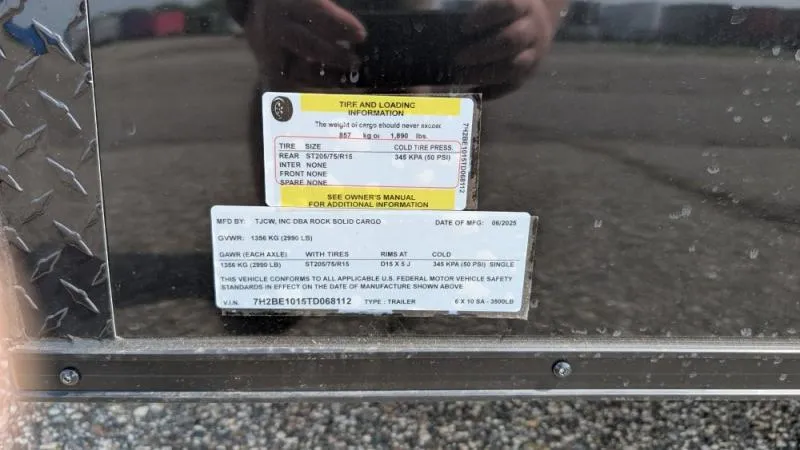 TIRE AND LOADING
INFORMATION
The weight of cargo should never exceed
857 kg or 1,890 lbs.
TIRE SIZE COLD TIRE PRESS.
REAR ST205/75/R15 345 KPA (50 PSI)
INTER NONE
FRONT NONE
SPARE NONE
SEE OWNER'S MANUAL
FOR ADDITIONAL INFORMATION
7H2BE1015TD068112
MFD BY: TJCW, INC DBA ROCK SOLID CARGO DATE OF MFG: 06/2025
GVWR: 1356 KG (2990 LB)
GAWR (EACH AXLE) WITH TIRES RIMS AT COLD
1356 KG (2990 LB) ST205/75/R15 D15 X 5 J 345 KPA (50 PSI) SINGLE
THIS VEHICLE CONFORMS TO ALL APPLICABLE U.S. FEDERAL MOTOR VEHICLE SAFETY
STANDARDS IN EFFECT ON THE DATE OF MANUFACTURE SHOWN ABOVE
V.I.N. 7H2BE1015TD068112 TYPE : TRAILER 6 X 10 SA - 3500LB